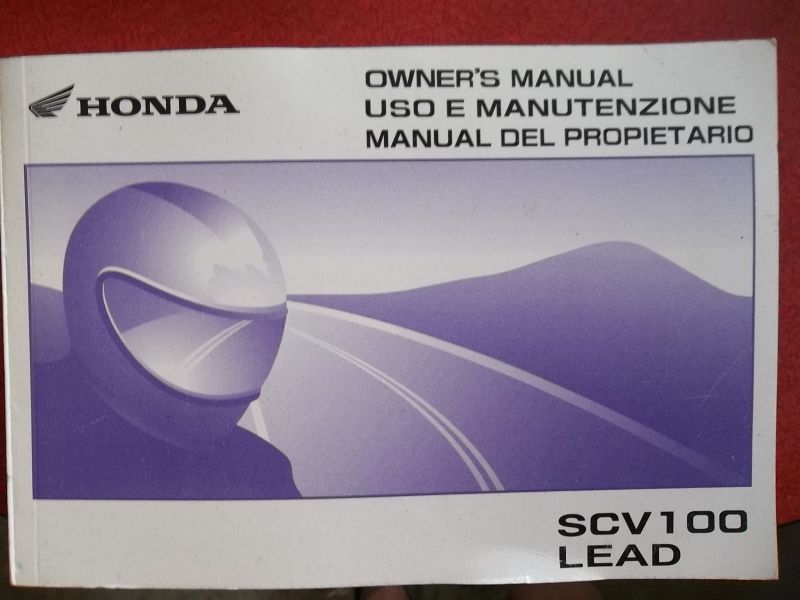 HONDA
OWNER'S MANUAL
USO E MANUTENZIONE
MANUAL DEL PROPIETARIO
SCV100
LEAD